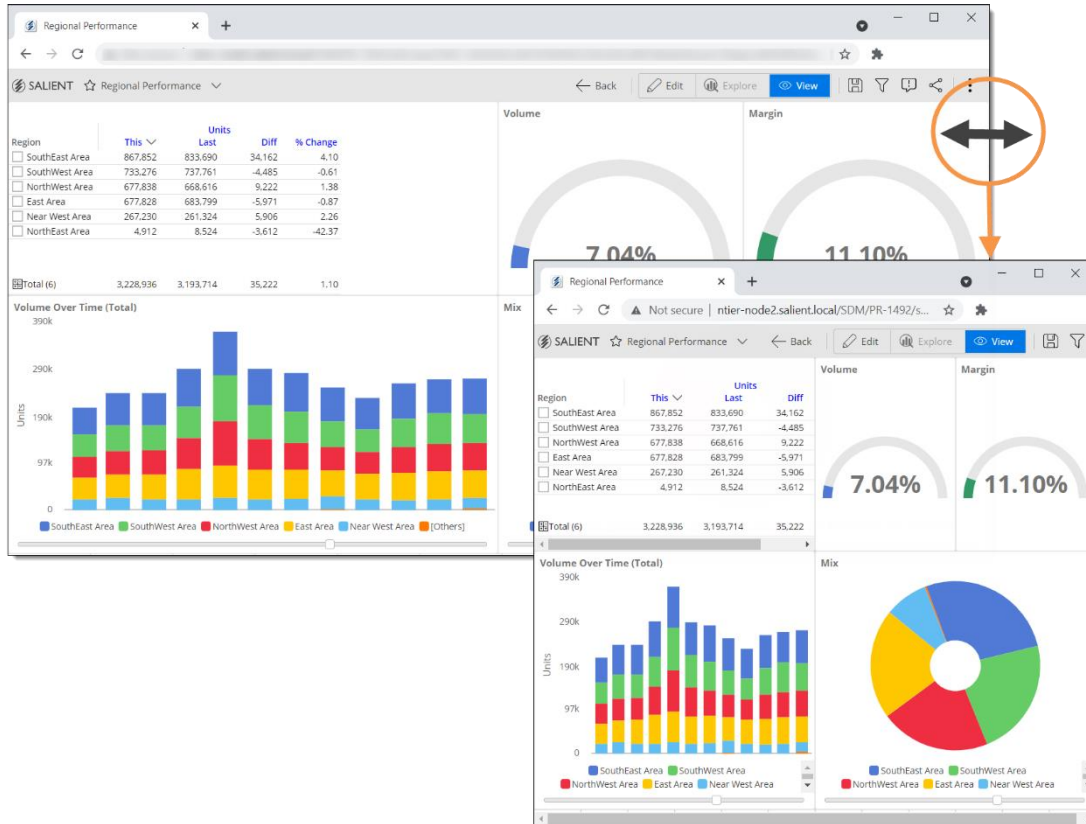 Regional Performance
SALIENT Regional Performance Back Edit Explore View
Volume Margin
Units
Region This Last Diff % Change
SouthEast Area 867,852 833,690 34,162 4.10
SouthWest Area 733,276 737,761 -4,485 -0.61
NorthWest Area 677,838 668,616 9,222 1.38
East Area 677,828 683,799 -5,971 -0.87
Near West Area 267,230 261,324 5,906 2.26
NorthEast Area 4,912 8,524 -3,612 -42.37
Total (6) 3,228,936 3,193,714 35,222 1.10
7.04% 11.10%
Volume Over Time (Total) Mix
390k
290k
190k
97k
0
Units
SouthEast Area SouthWest Area NorthWest Area East Area Near West Area [Others]
Regional Performance
Not secure ntier-node2.salient.local/SDM/PR-1492/s...
SALIENT Regional Performance Back Edit Explore View
Volume Margin
Units
Region This Last Diff
SouthEast Area 867,852 833,690 34,162
SouthWest Area 733,276 737,761 -4,485
NorthWest Area 677,838 668,616 9,222
East Area 677,828 683,799 -5,971
Near West Area 267,230 261,324 5,906
NorthEast Area 4,912 8,524 -3,612
Total (6) 3,228,936 3,193,714 35,222
7.04% 11.10%
Volume Over Time (Total) Mix
390k
290k
190k
97k
0
Units
SouthEast Area SouthWest Area
NorthWest Area East Area Near West Area
SouthEast Area SouthWest Area
NorthWest Area East Area Near West Area